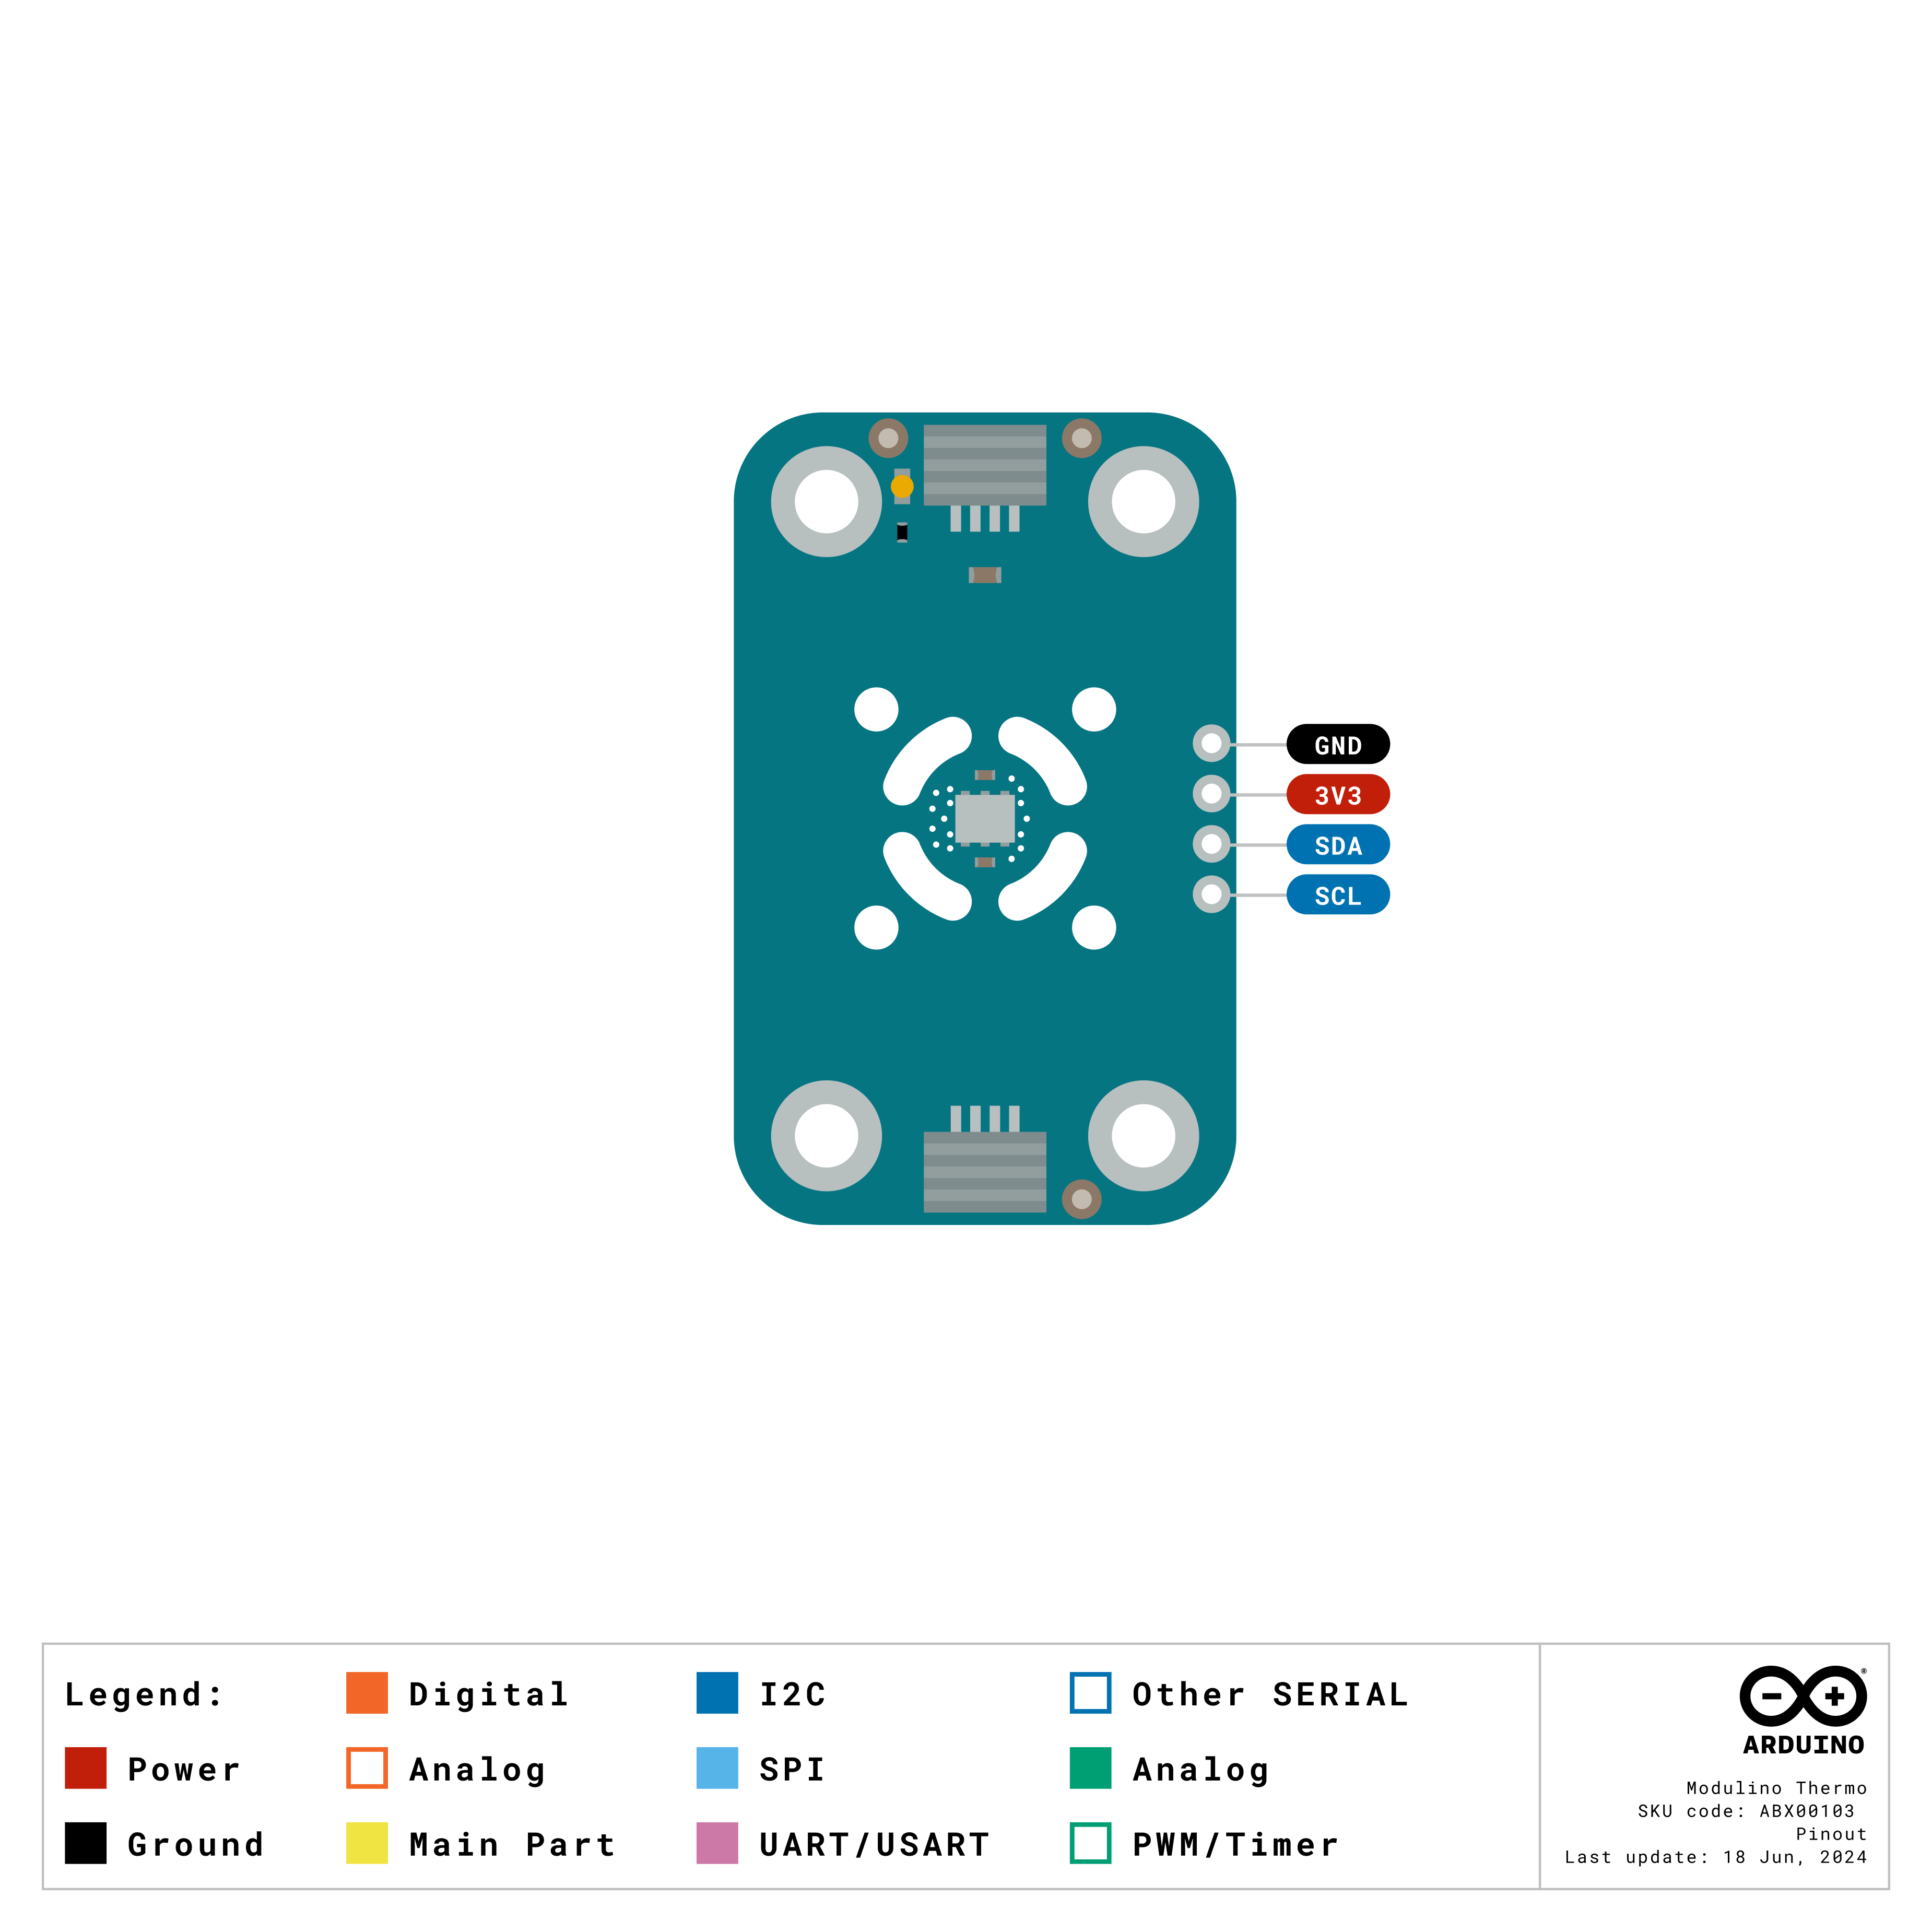 GND
3V3
SDA
SCL
Legend:
Power
Ground
Digital
Analog
Main Part
I2C
SPI
UART/USART
Other SERIAL
Analog
PWM/Timer
®
ARDUINO
Modulino Thermo
SKU code: ABX00103
Pinout
Last update: 18 Jun, 2024